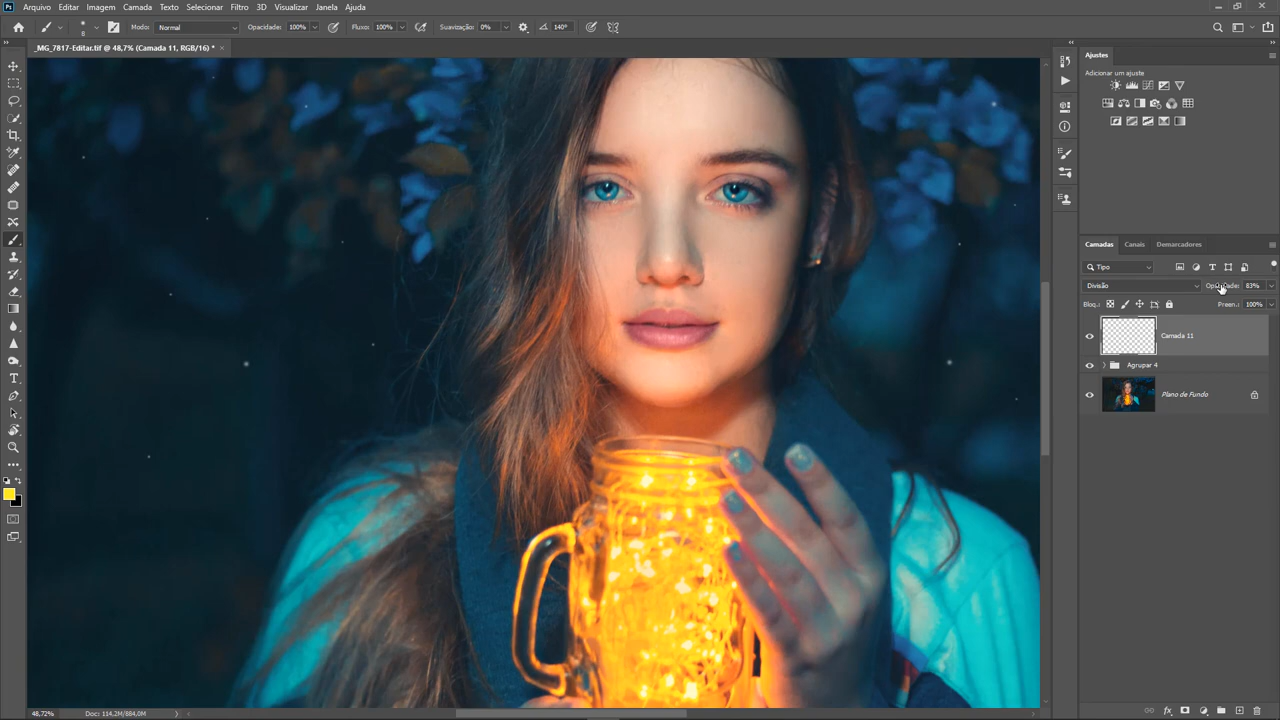 Ps Arquivo Editar Imagem Camada Texto Selecionar Filtro 3D Visualizar Janela Ajuda
8 Modo: Normal Opacidade: 100% Fluxo: 100% Suavização: 0% 140°
_MG_7817-Editar.tif @ 48,7% (Camada 11, RGB/16) * ×
Ajustes
Adicionar um ajuste
Camadas Canais Demarcadores
Tipo
Divisão 83%
Bloq.: Preen.: 100%
Camada 11
Agrupar 4
Plano de Fundo
48,72% Doc: 114,2M/884,0M